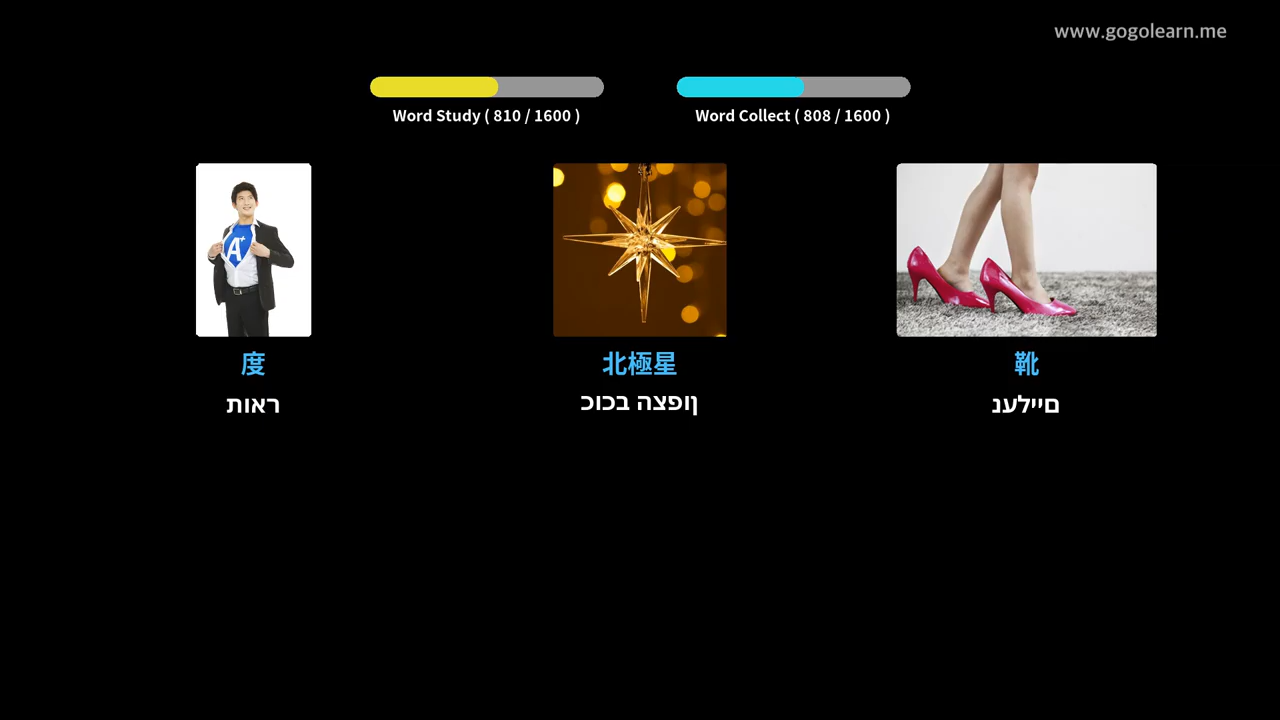 www.gogolearn.me
Word Study ( 810 / 1600 )
Word Collect ( 808 / 1600 )
度
תואר
北極星
כוכב הצפון
靴
נעליים